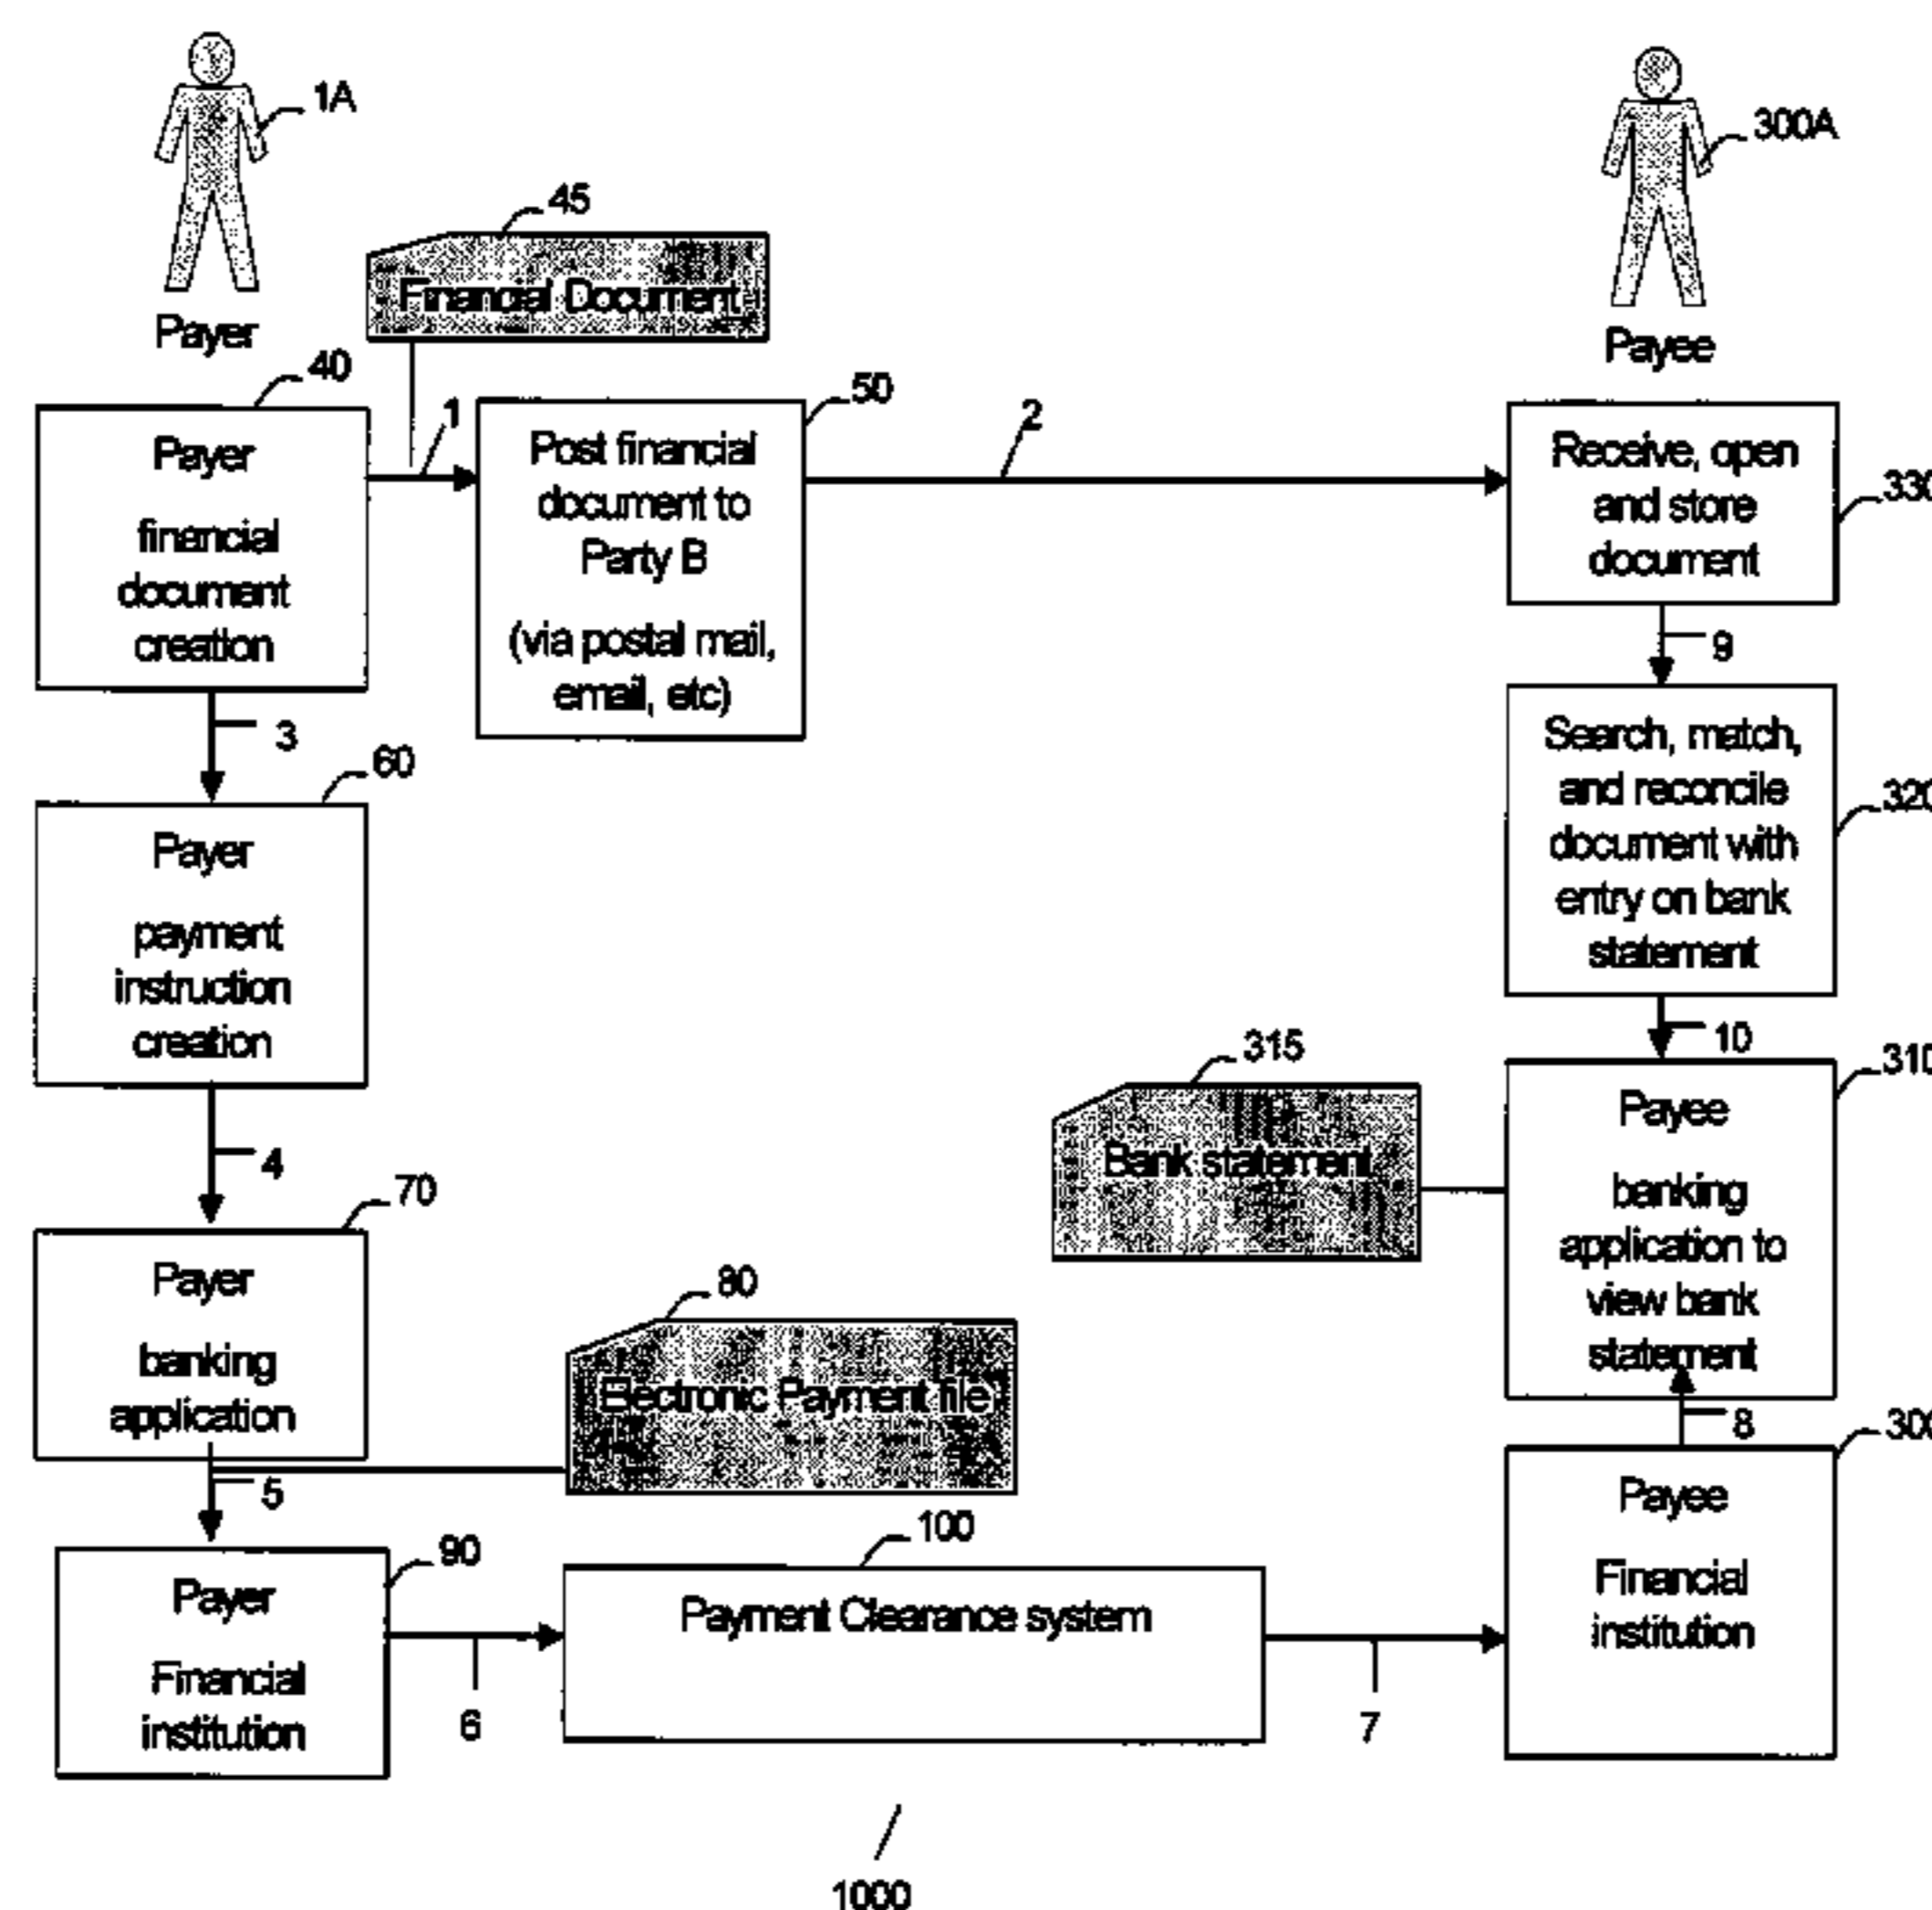 1A
300A
45
Financial Document
Payer
Payee
40
50
1
2
Payer
financial
document
creation
Post financial
document to
Party B
(via postal mail,
email, etc)
Receive, open
and store
document
330
9
3
60
Payer
payment
instruction
creation
Search, match,
and reconcile
document with
entry on bank
statement
320
10
4
70
315
Bank statement
Payee
banking
application to
view bank
statement
310
Payer
banking
application
80
Electronic Payment file
5
8
90
100
300
Payer
Financial
institution
6
Payment Clearance system
7
Payee
Financial
institution
1000